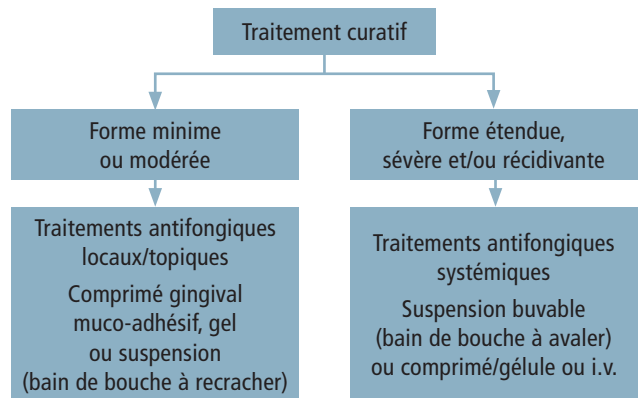 Traitement curatif
Forme minime
ou modérée
Traitements antifongiques
locaux/topiques
Comprimé gingival
muco-adhésif, gel
ou suspension
(bain de bouche à recracher)
Forme étendue,
sévère et/ou récidivante
Traitements antifongiques
systémiques
Suspension buvable
(bain de bouche à avaler)
ou comprimé/gélule ou i.v.